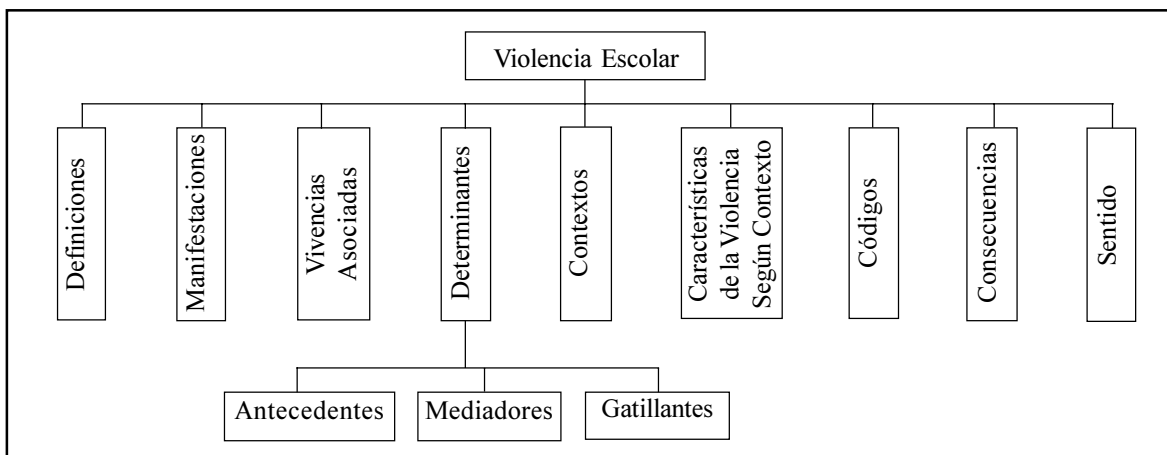 Violencia Escolar
Definiciones
Manifestaciones
Vivencias
Asociadas
Determinantes
Contextos
Características
de la Violencia
Según Contexto
Códigos
Consecuencias
Sentido
Antecedentes
Mediadores
Gatillantes